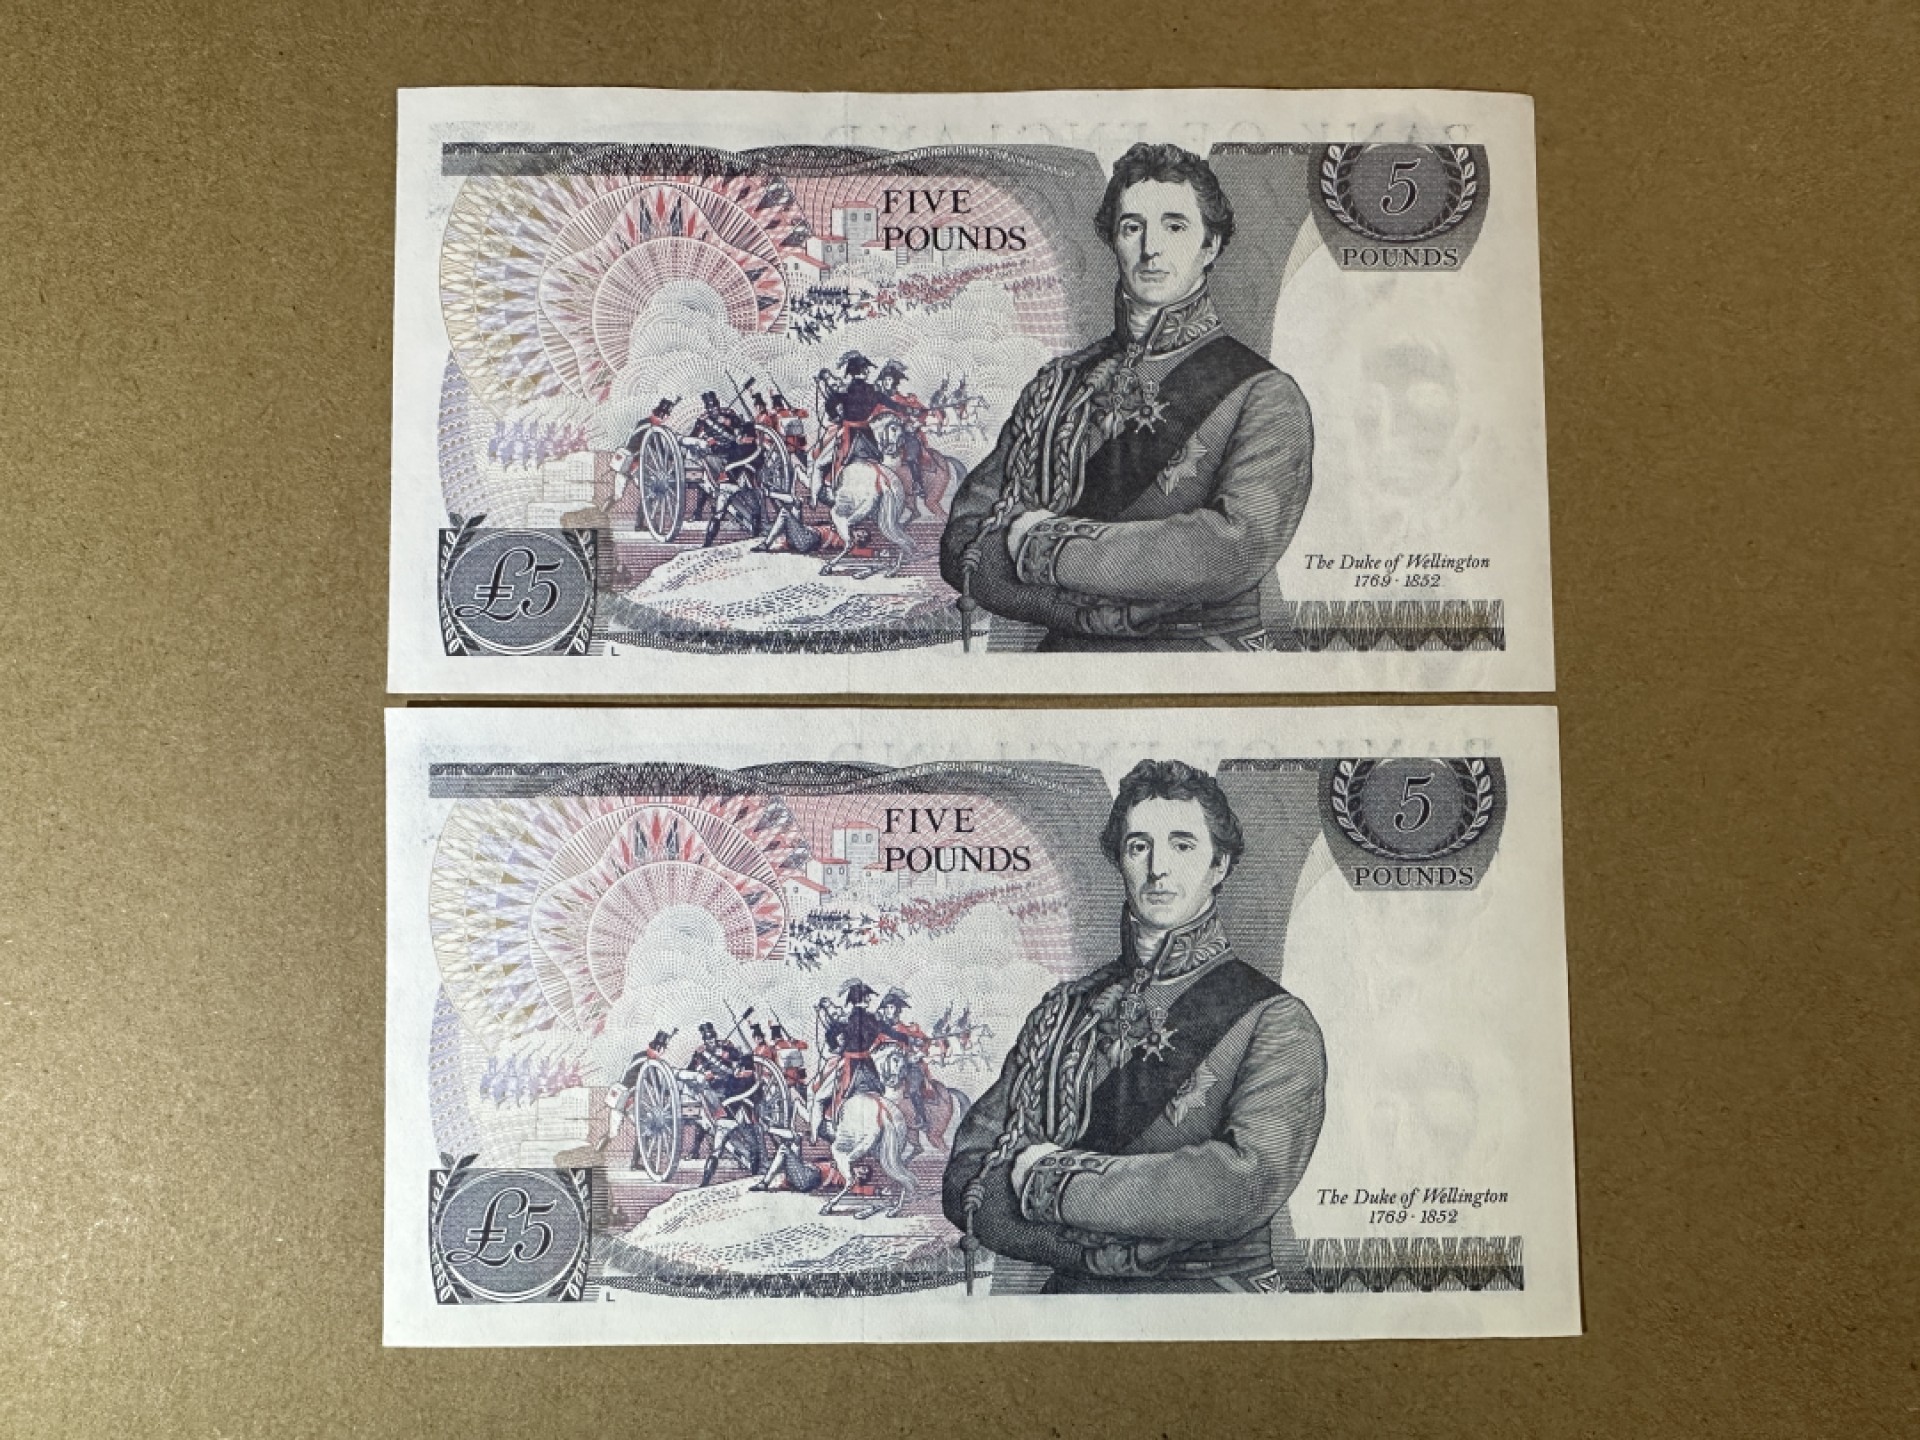 FIVE
POUNDS
5
POUNDS
£5
The Duke of Wellington
1769 · 1852
L
FIVE
POUNDS
5
POUNDS
£5
The Duke of Wellington
1769 · 1852
L